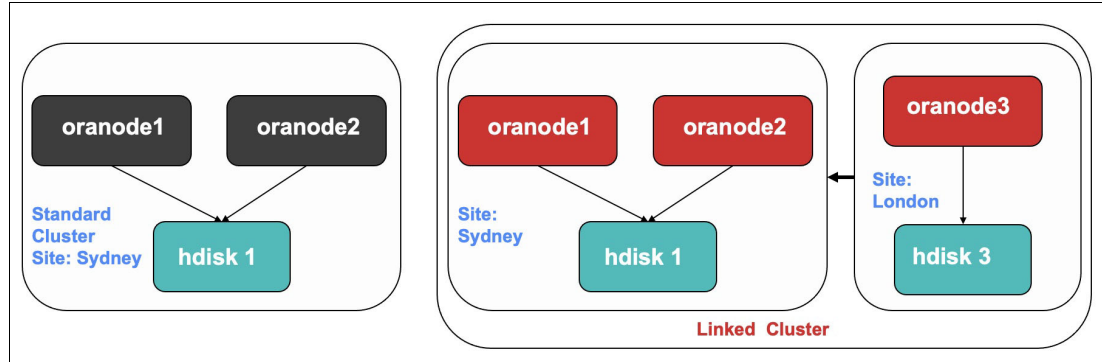 oranode1
oranode2
Standard
Cluster
Site: Sydney
hdisk 1
oranode1
oranode2
Site:
Sydney
hdisk 1
oranode3
Site:
London
hdisk 3
Linked Cluster